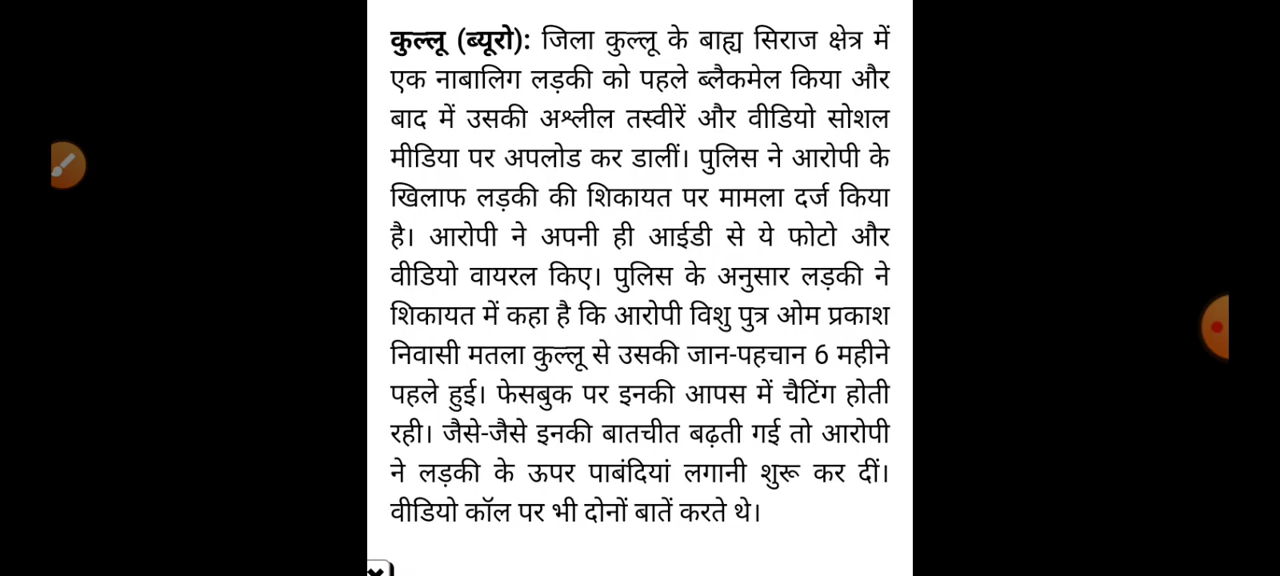 कुल्लू (ब्यूरो): जिला कुल्लू के बाह्य सिराज क्षेत्र में
एक नाबालिग लड़की को पहले ब्लैकमेल किया और
बाद में उसकी अश्लील तस्वीरें और वीडियो सोशल
मीडिया पर अपलोड कर डालीं। पुलिस ने आरोपी के
खिलाफ लड़की की शिकायत पर मामला दर्ज किया
है। आरोपी ने अपनी ही आईडी से ये फोटो और
वीडियो वायरल किए। पुलिस के अनुसार लड़की ने
शिकायत में कहा है कि आरोपी विशु पुत्र ओम प्रकाश
निवासी मतला कुल्लू से उसकी जान-पहचान 6 महीने
पहले हुई। फेसबुक पर इनकी आपस में चैटिंग होती
रही। जैसे-जैसे इनकी बातचीत बढ़ती गई तो आरोपी
ने लड़की के ऊपर पाबंदियां लगानी शुरू कर दीं।
वीडियो कॉल पर भी दोनों बातें करते थे।